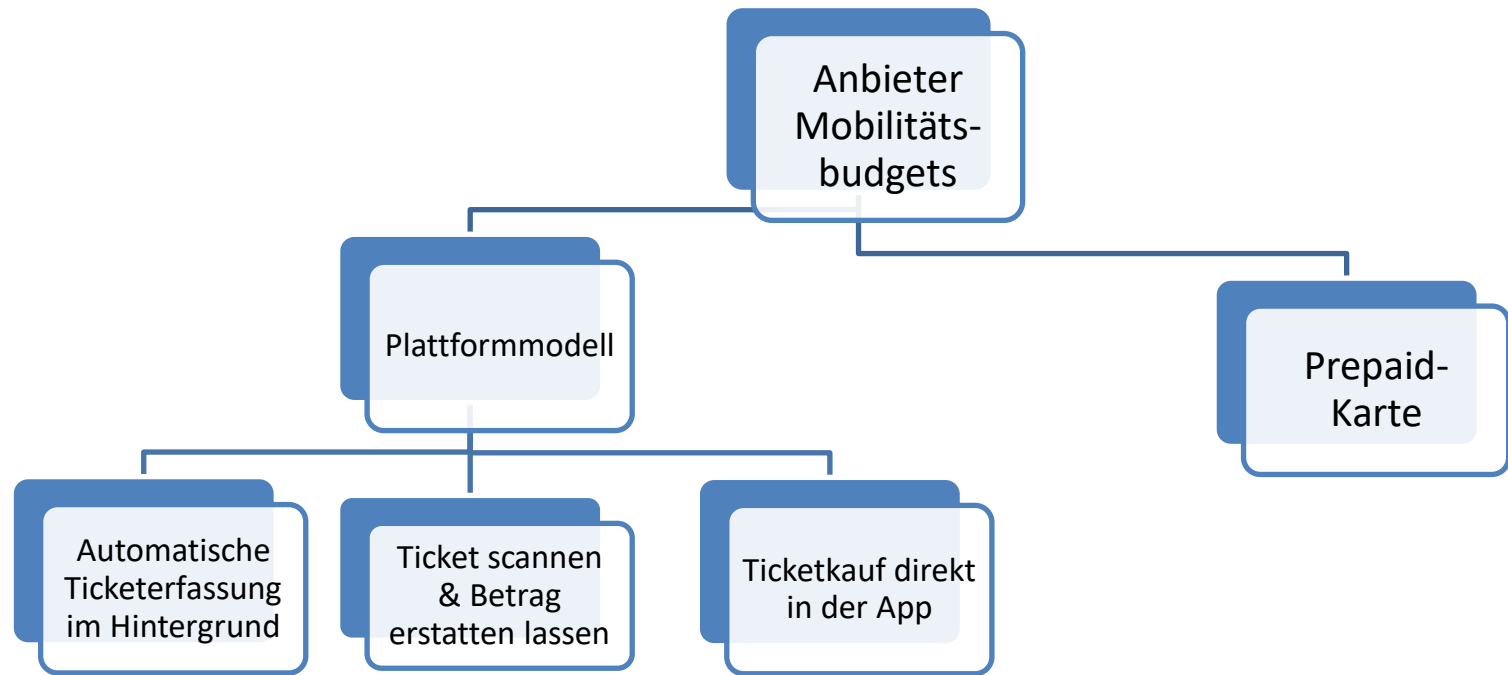 Anbieter
Mobilitäts-
budgets
Plattformmodell
Prepaid-
Karte
Automatische
Ticketerfassung
im Hintergrund
Ticket scannen
& Betrag
erstatten lassen
Ticketkauf direkt
in der App